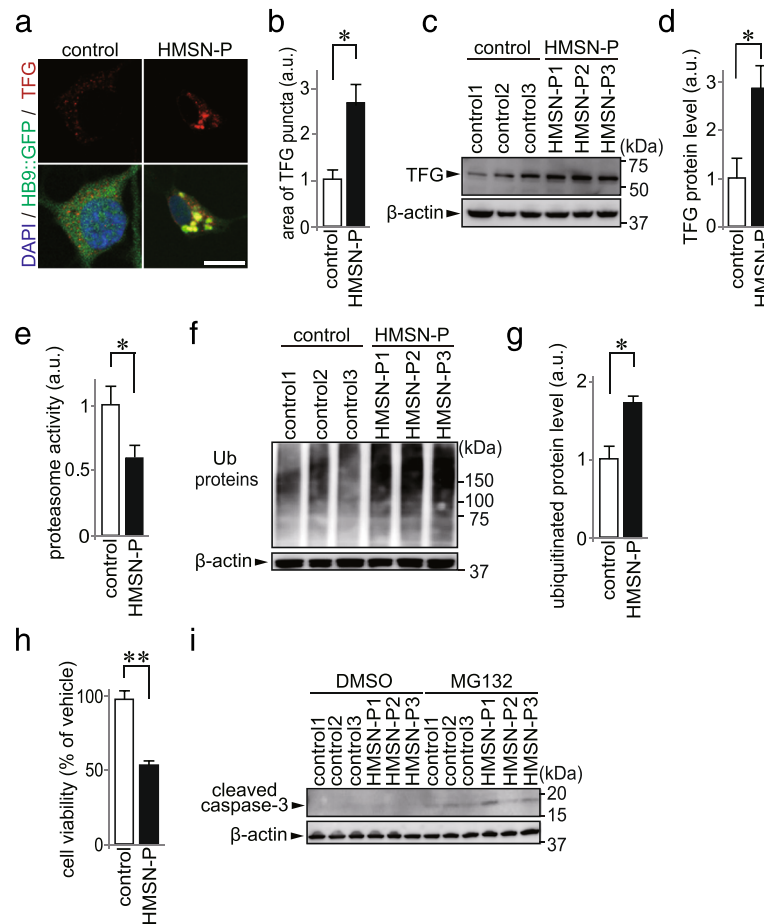 a
control
HMSN-P
DAPI / HB9::GFP / TFG
b
*
area of TFG puncta (a.u.)
3
2
1
0
control
HMSN-P
c
control
HMSN-P
control1
control2
control3
HMSN-P1
HMSN-P2
HMSN-P3
(kDa)
TFG
75
50
β-actin
37
d
*
TFG protein level (a.u.)
3
2
1
0
control
HMSN-P
e
*
proteasome activity (a.u.)
1
0.5
0
control
HMSN-P
f
control
HMSN-P
control1
control2
control3
HMSN-P1
HMSN-P2
HMSN-P3
(kDa)
Ub
proteins
150
100
75
β-actin
37
g
*
ubiquitinated protein level (a.u.)
2
1
0
control
HMSN-P
h
**
cell viability (% of vehicle)
100
50
0
control
HMSN-P
i
DMSO
MG132
control1
control2
control3
HMSN-P1
HMSN-P2
HMSN-P3
control1
control2
control3
HMSN-P1
HMSN-P2
HMSN-P3
(kDa)
cleaved
caspase-3
20
15
β-actin
37